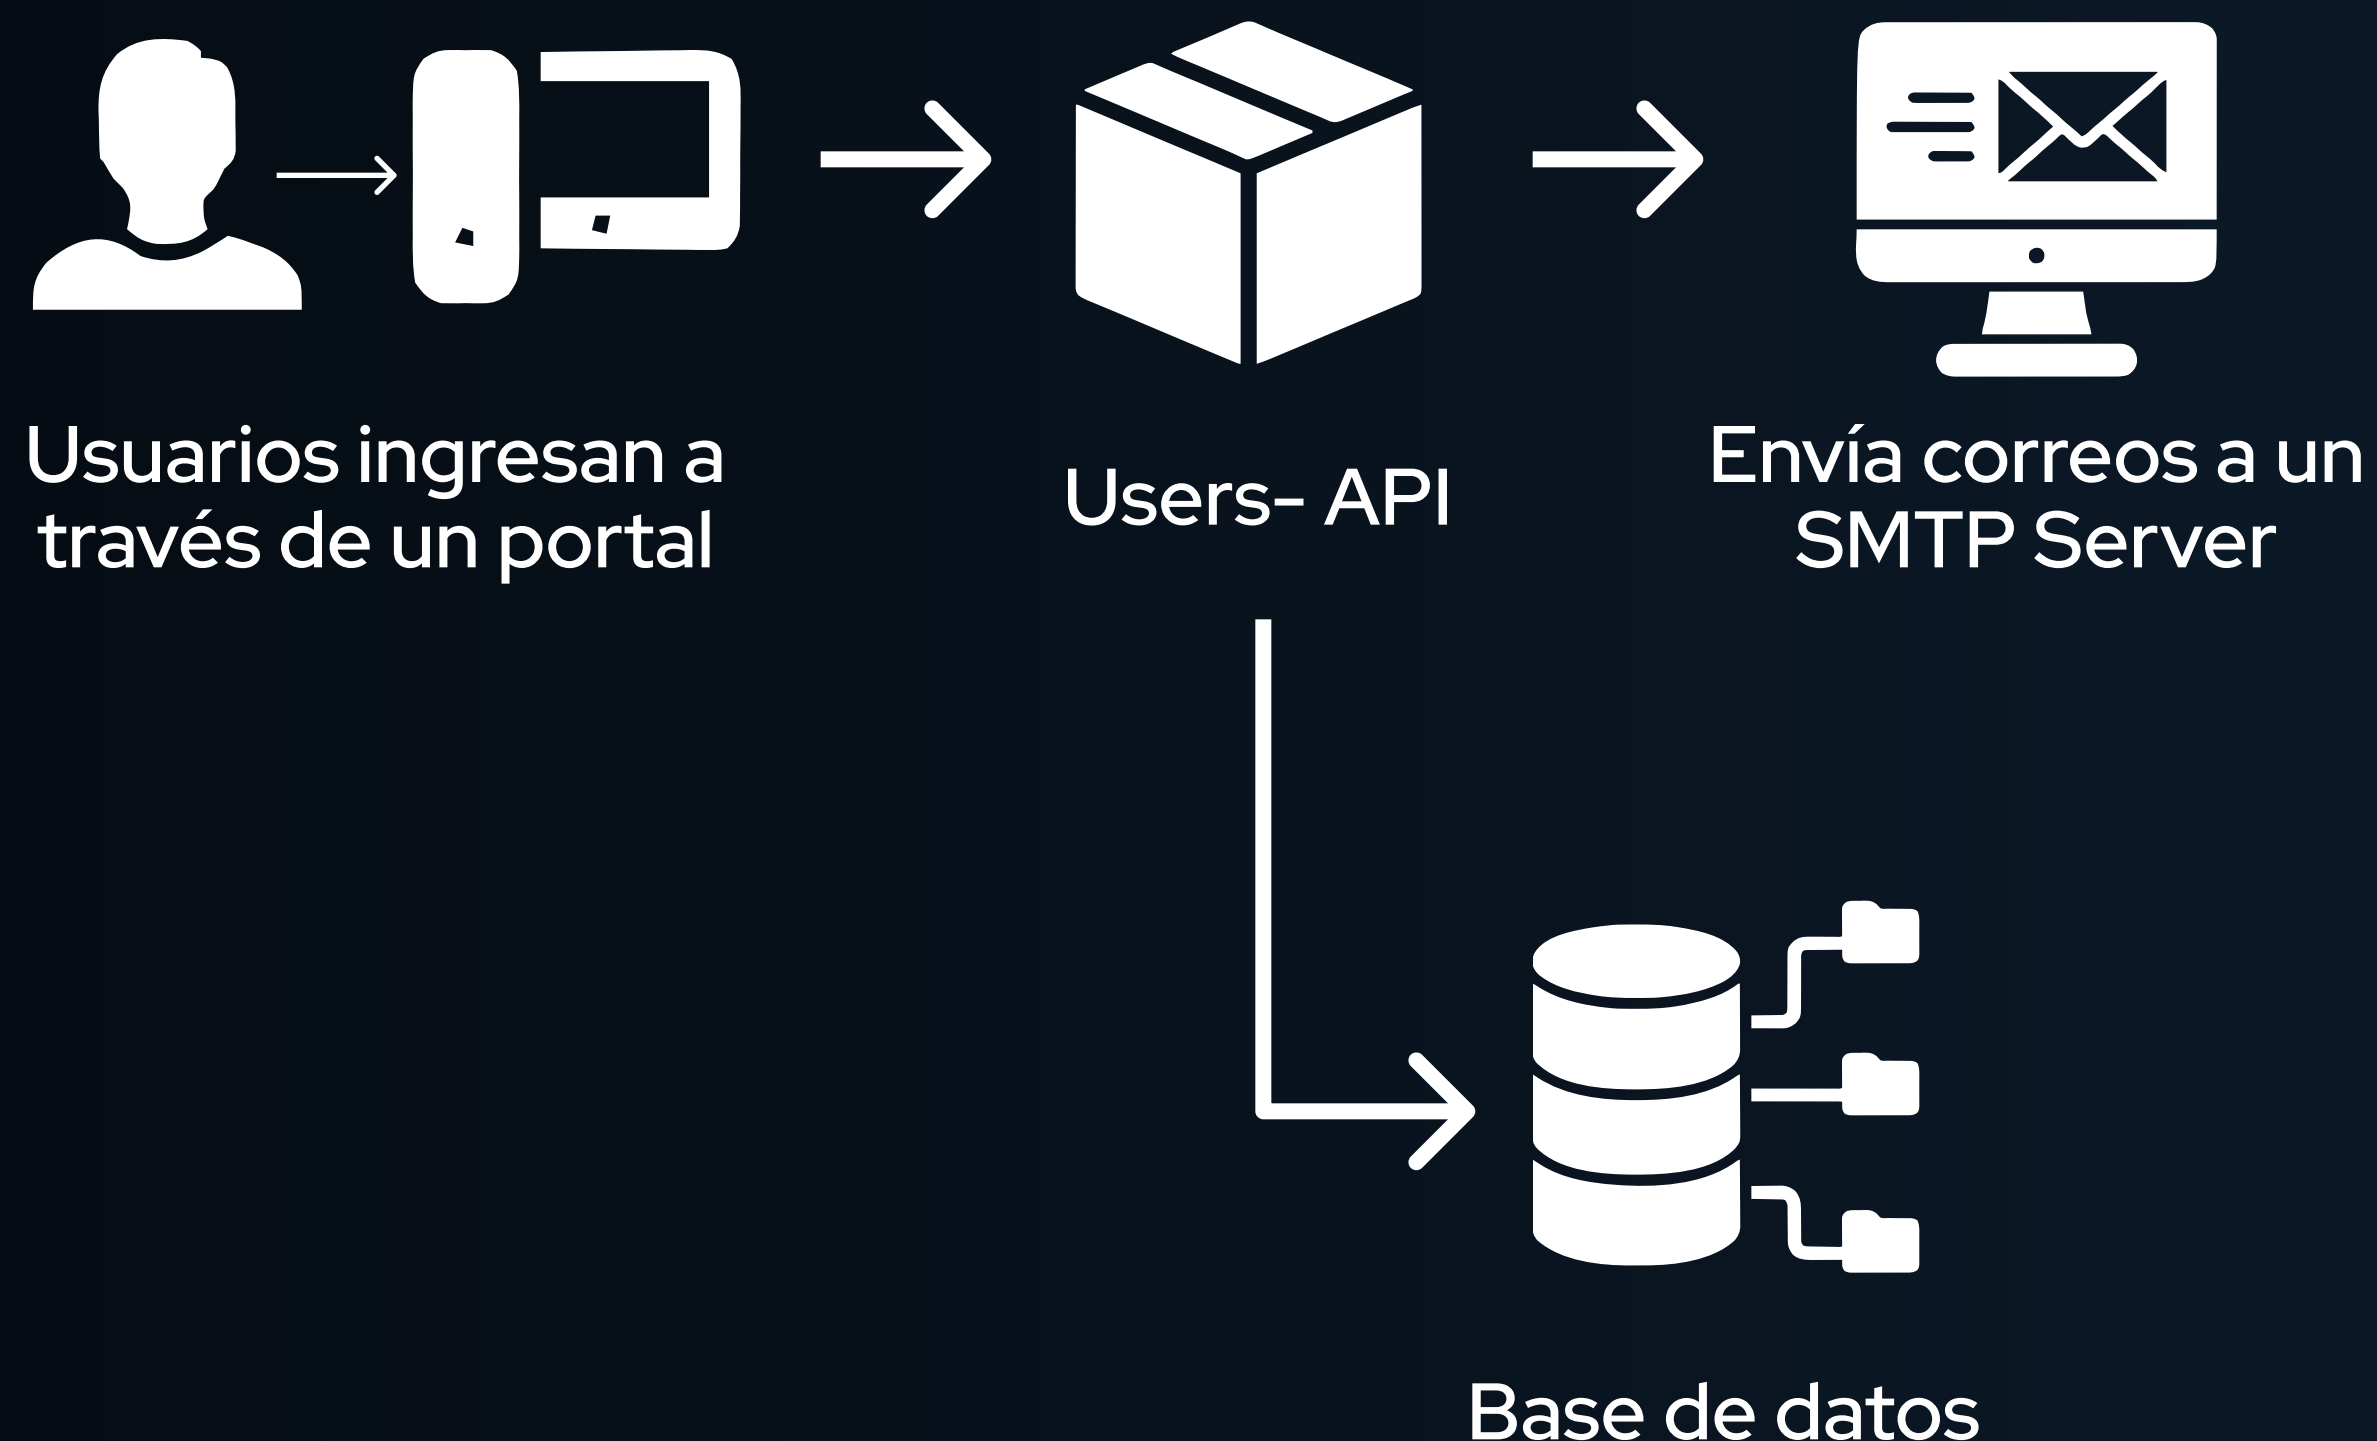 Usuarios ingresan a
través de un portal
Users- API
Envía correos a un
SMTP Server
Base de datos